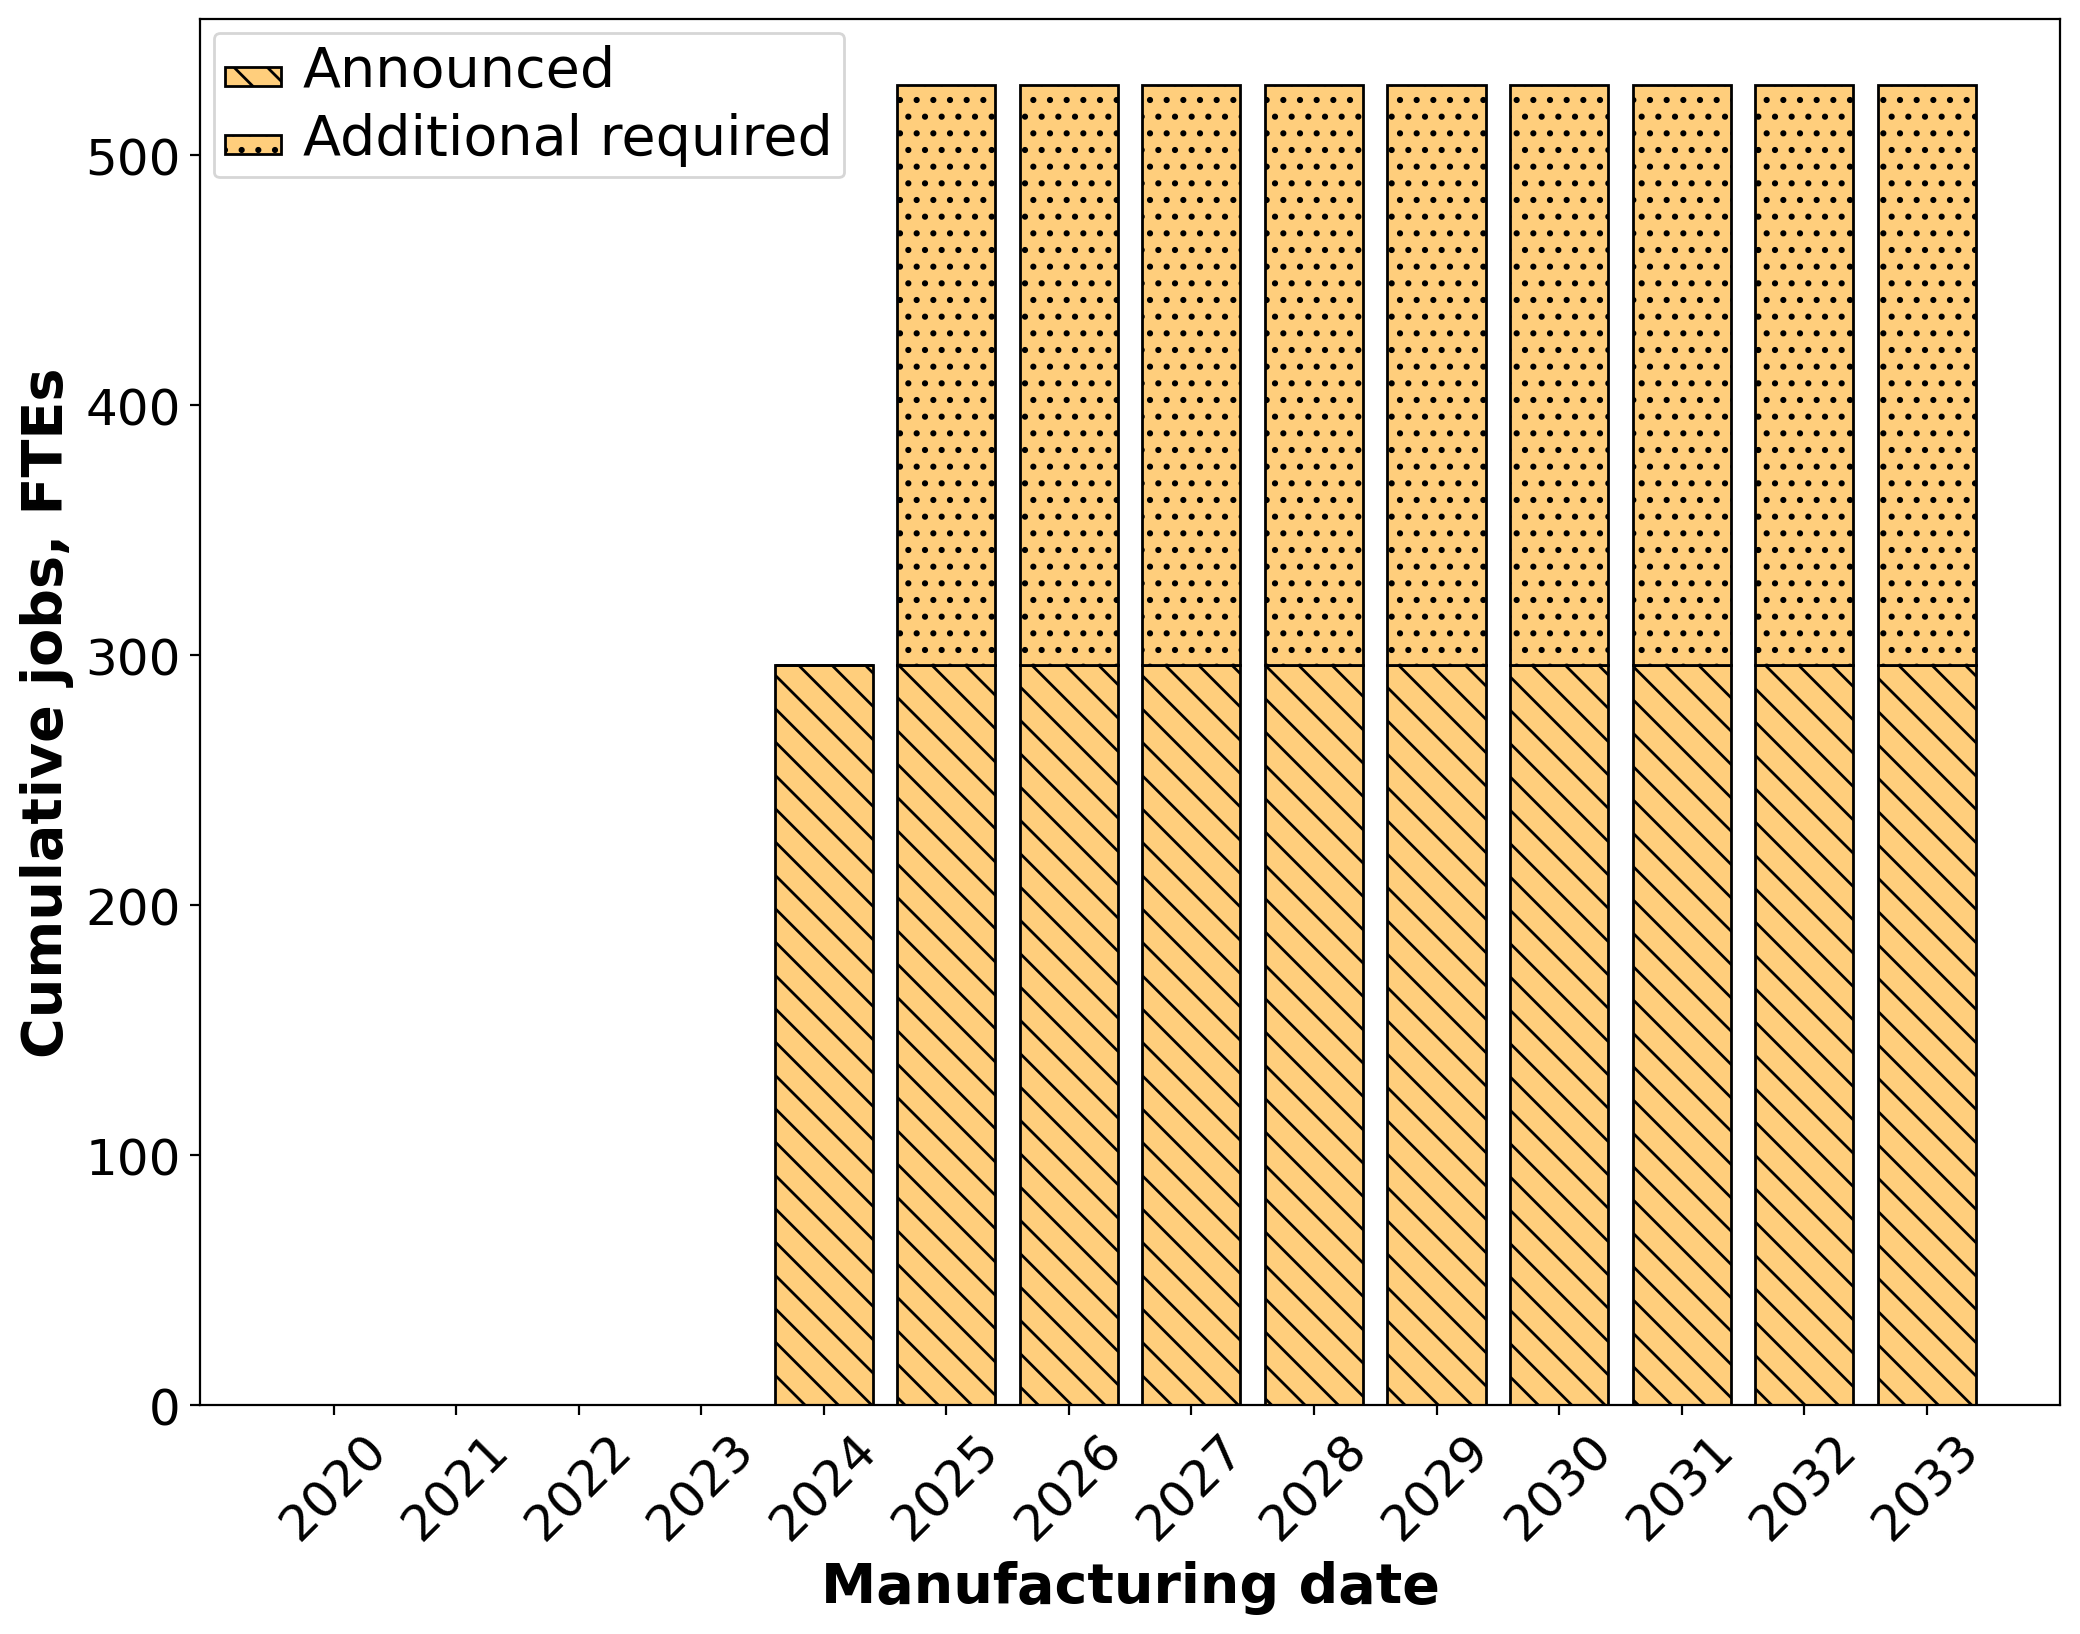 Announced
Additional required
Cumulative jobs, FTEs
500
400
300
200
100
0
2020 2021 2022 2023 2024 2025 2026 2027 2028 2029 2030 2031 2032 2033
Manufacturing date